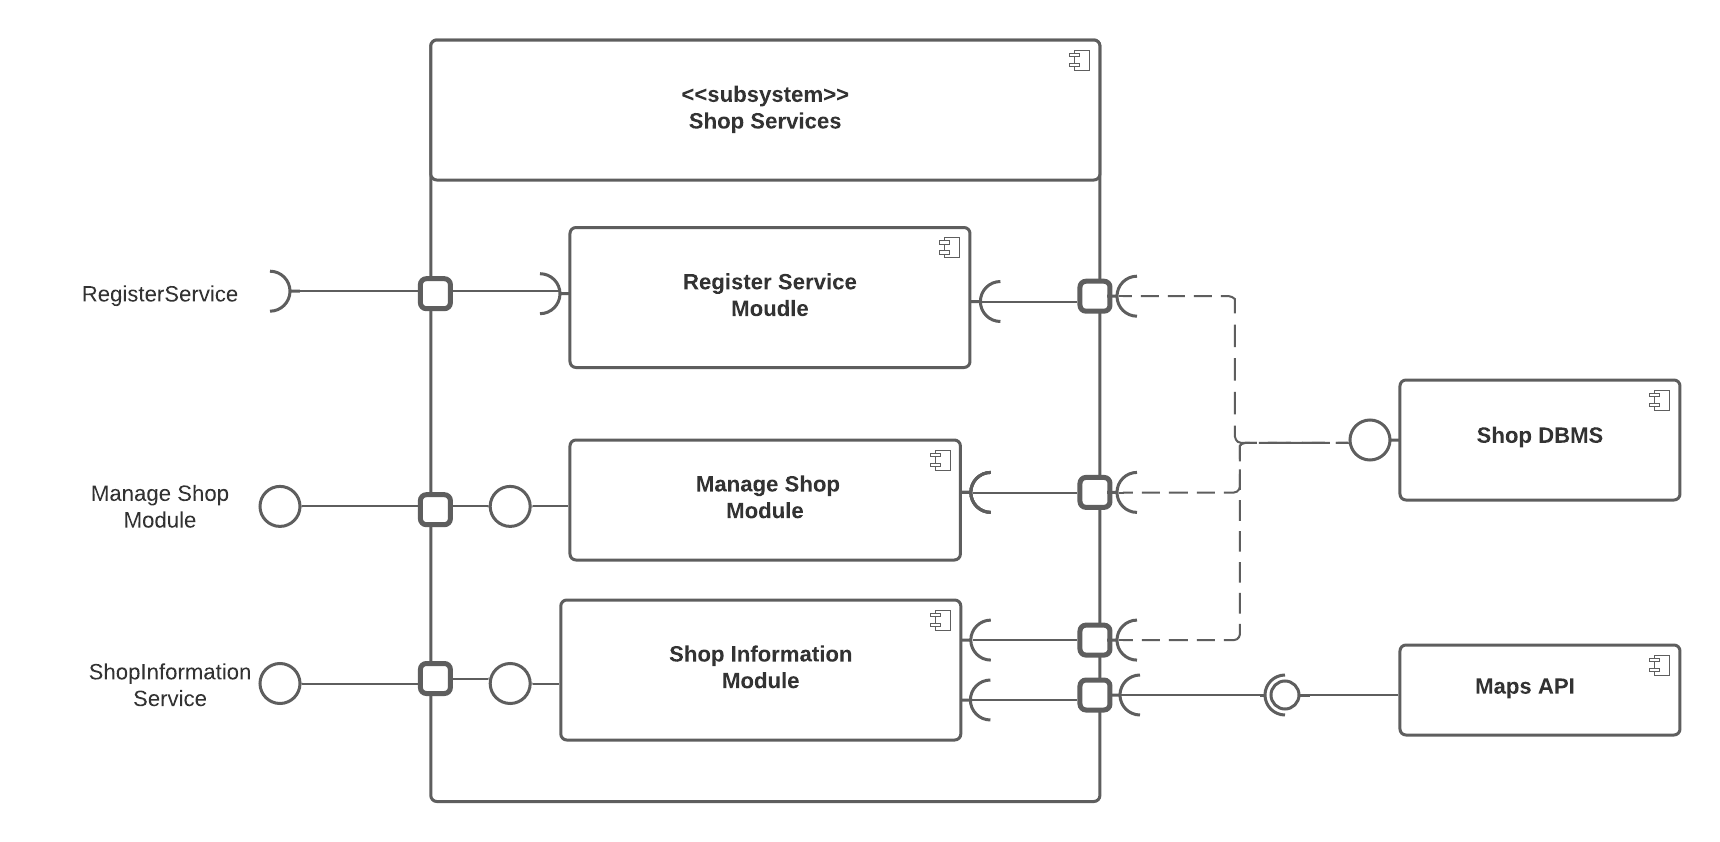 <<subsystem>>
Shop Services
RegisterService
Register Service
Moudle
Shop DBMS
Manage Shop
Module
Manage Shop
Module
ShopInformation
Service
Shop Information
Module
Maps API